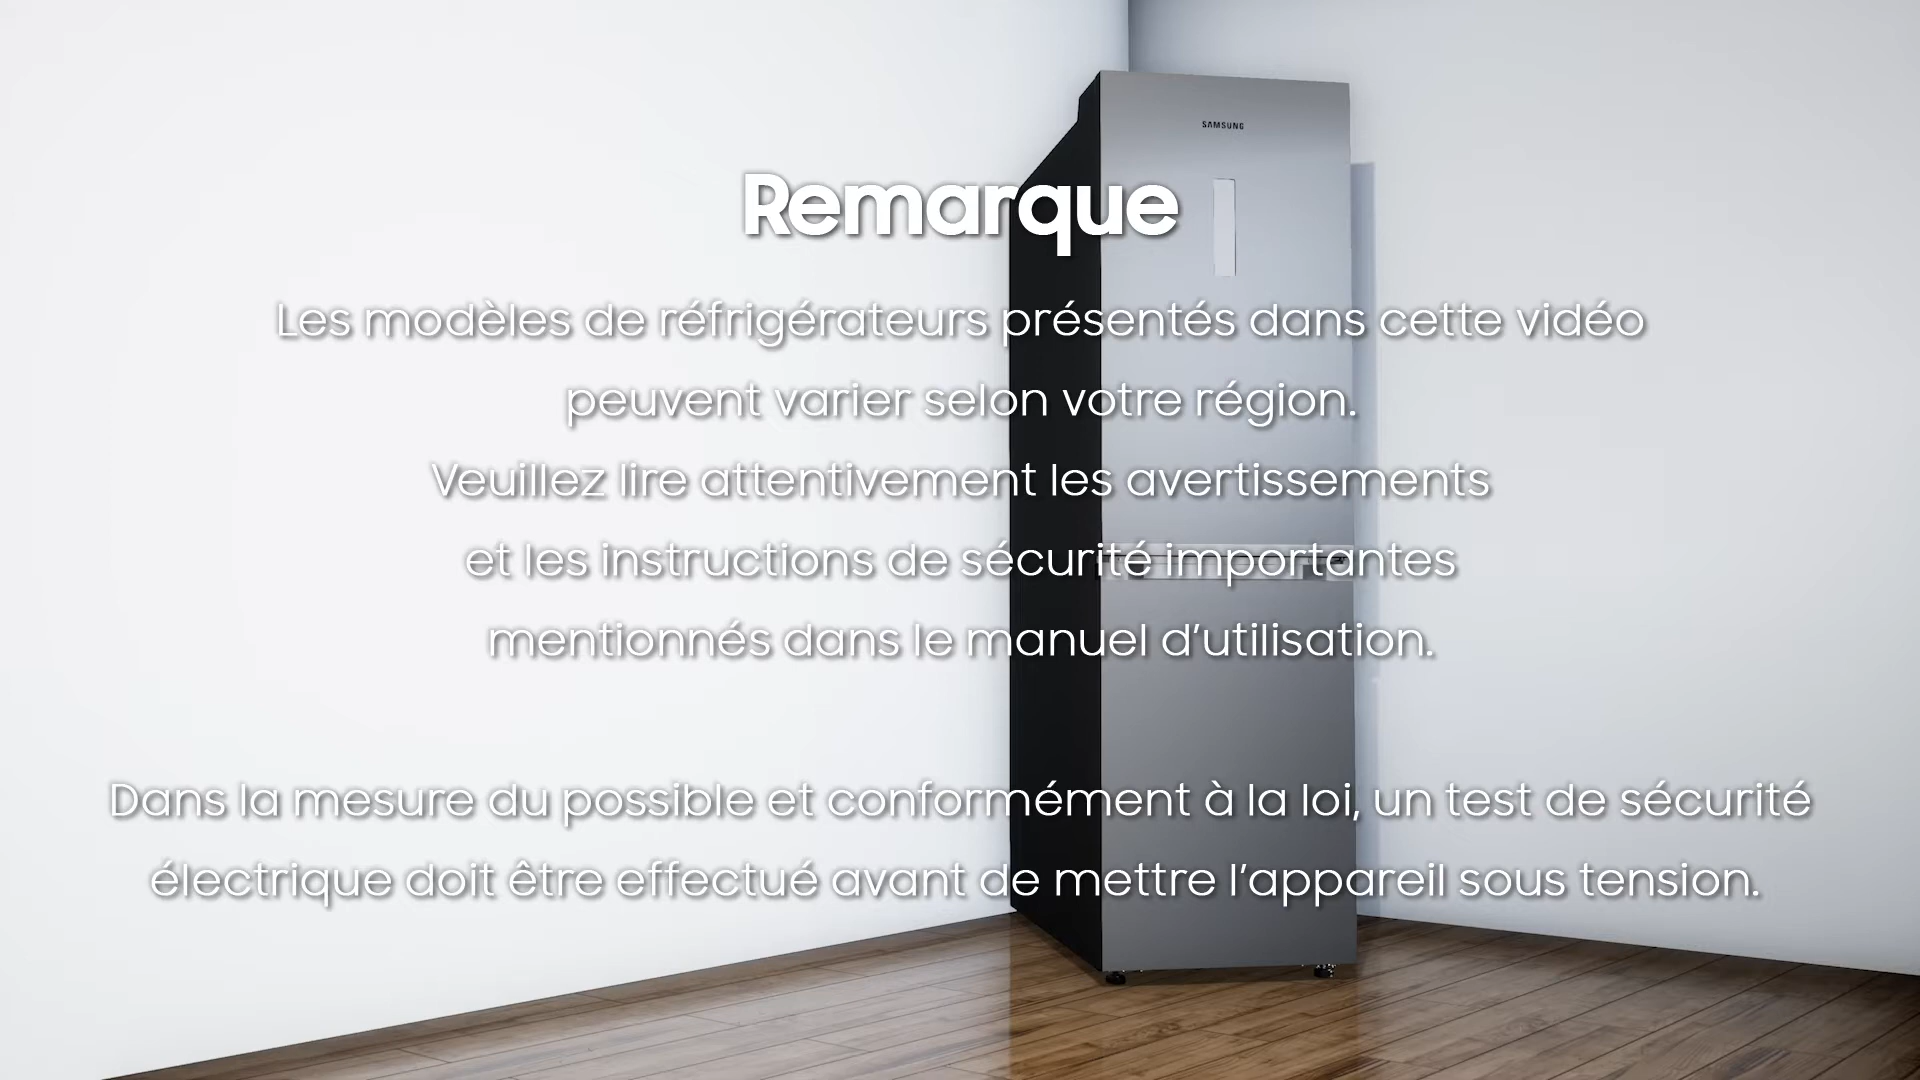 SAMSUNG
Remarque
Les modèles de réfrigérateurs présentés dans cette vidéo
peuvent varier selon votre région.
Veuillez lire attentivement les avertissements
et les instructions de sécurité importantes
mentionnés dans le manuel d’utilisation.
Dans la mesure du possible et conformément à la loi, un test de sécurité
électrique doit être effectué avant de mettre l’appareil sous tension.